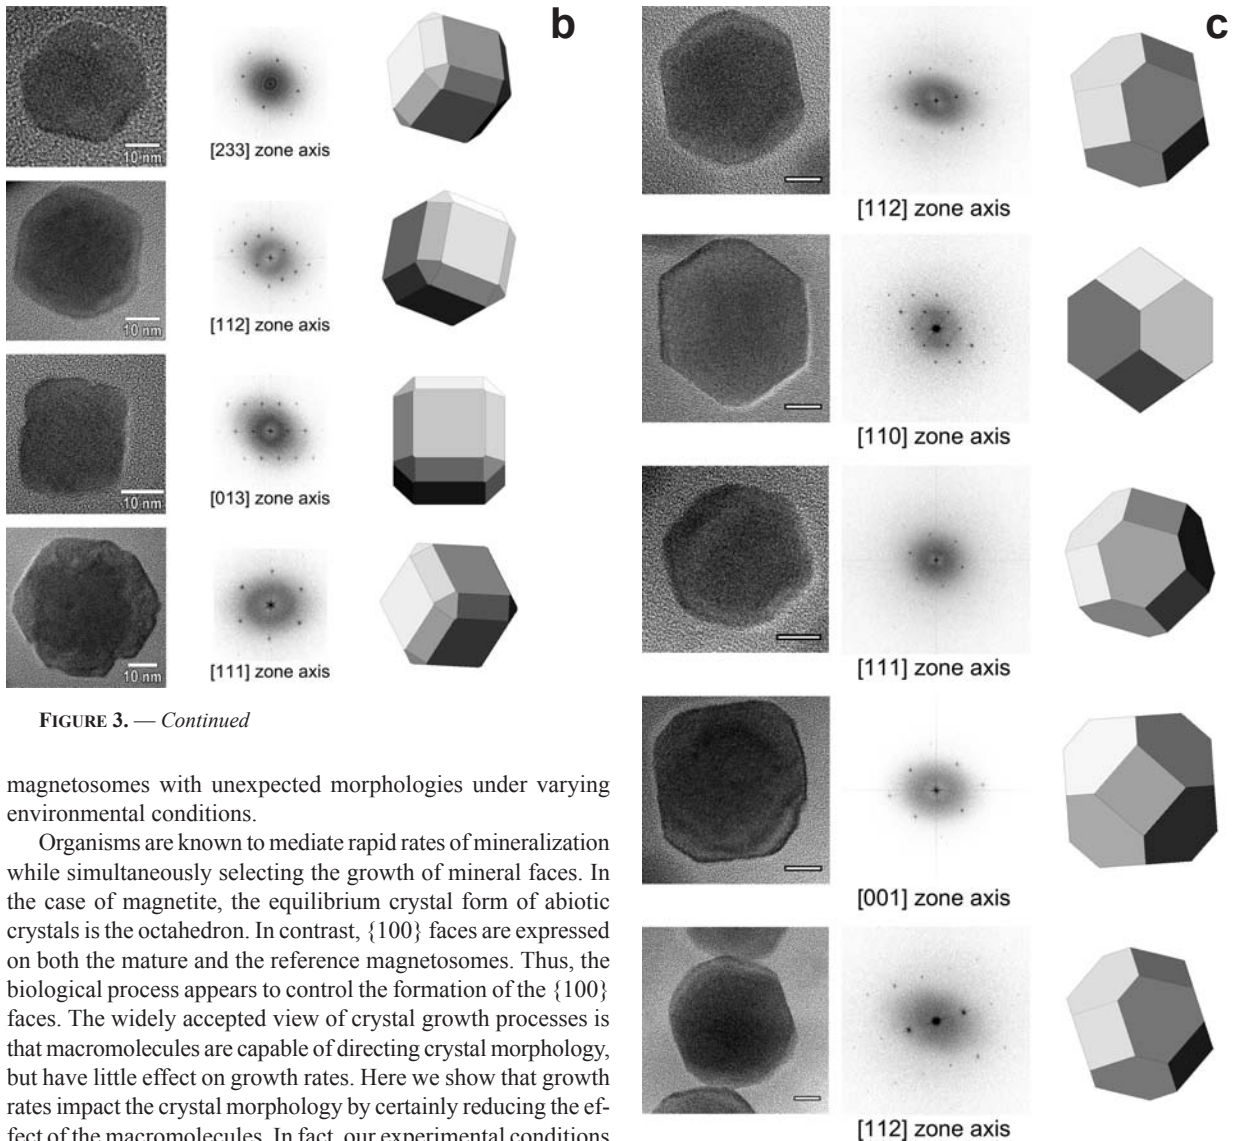 b
10 nm
[233] zone axis
10 nm
[112] zone axis
10 nm
[013] zone axis
10 nm
[111] zone axis
FIGURE 3. — Continued
magnetosomes with unexpected morphologies under varying
environmental conditions.
Organisms are known to mediate rapid rates of mineralization
while simultaneously selecting the growth of mineral faces. In
the case of magnetite, the equilibrium crystal form of abiotic
crystals is the octahedron. In contrast, {100} faces are expressed
on both the mature and the reference magnetosomes. Thus, the
biological process appears to control the formation of the {100}
faces. The widely accepted view of crystal growth processes is
that macromolecules are capable of directing crystal morphology,
but have little effect on growth rates. Here we show that growth
rates impact the crystal morphology by certainly reducing the ef-
fect of the macromolecules. In fact, our experimental conditions
c
[112] zone axis
[110] zone axis
[111] zone axis
[001] zone axis
[112] zone axis